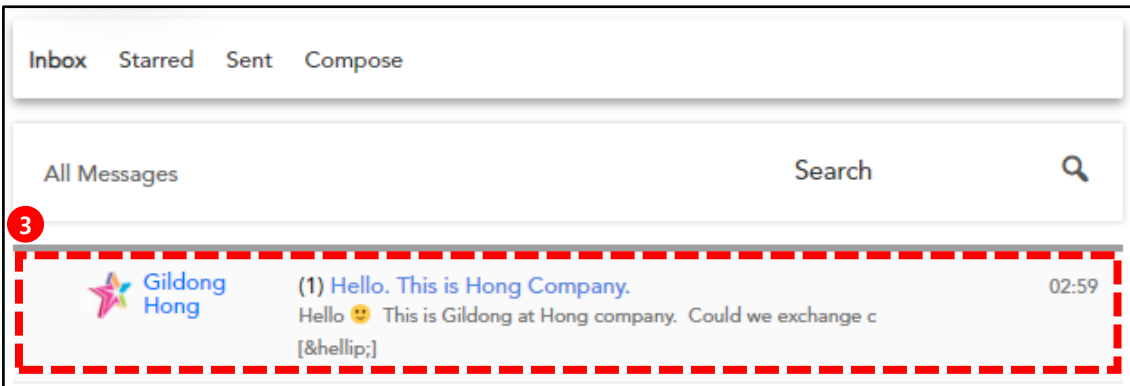 Inbox Starred Sent Compose
All Messages Search
3
Gildong (1) Hello. This is Hong Company. 02:59
Hong Hello 🙂 This is Gildong at Hong company. Could we exchange c
[&hellip;]